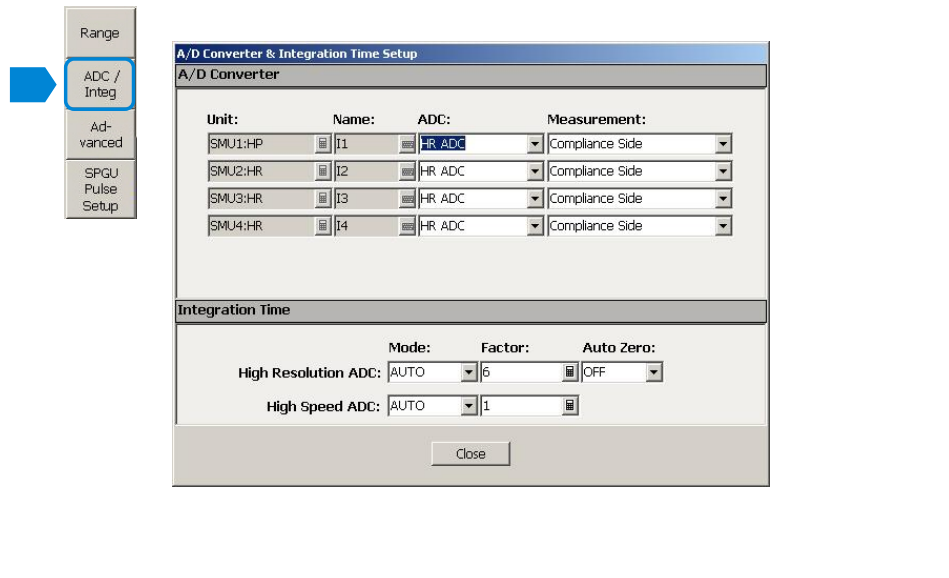 Range
ADC /
Integ
Ad-
vanced
SPGU
Pulse
Setup
A/D Converter & Integration Time Setup
A/D Converter
Unit: Name: ADC: Measurement:
SMU1:HP I1 HR ADC Compliance Side
SMU2:HR I2 HR ADC Compliance Side
SMU3:HR I3 HR ADC Compliance Side
SMU4:HR I4 HR ADC Compliance Side
Integration Time
Mode: Factor: Auto Zero:
High Resolution ADC: AUTO 6 OFF
High Speed ADC: AUTO 1
Close